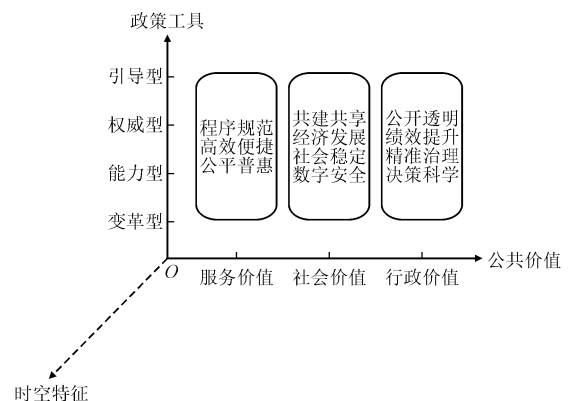 政策工具
引导型
权威型
能力型
变革型
程序规范
高效便捷
公平普惠
共建共享
经济发展
社会稳定
数字安全
公开透明
绩效提升
精准治理
决策科学
O
服务价值
社会价值
行政价值
公共价值
时空特征